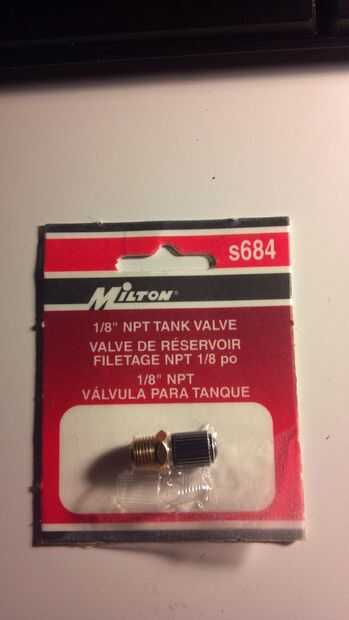 s684
MILTON®
1/8" NPT TANK VALVE
VALVE DE RÉSERVOIR
FILETAGE NPT 1/8 po
1/8" NPT
VÁLVULA PARA TANQUE